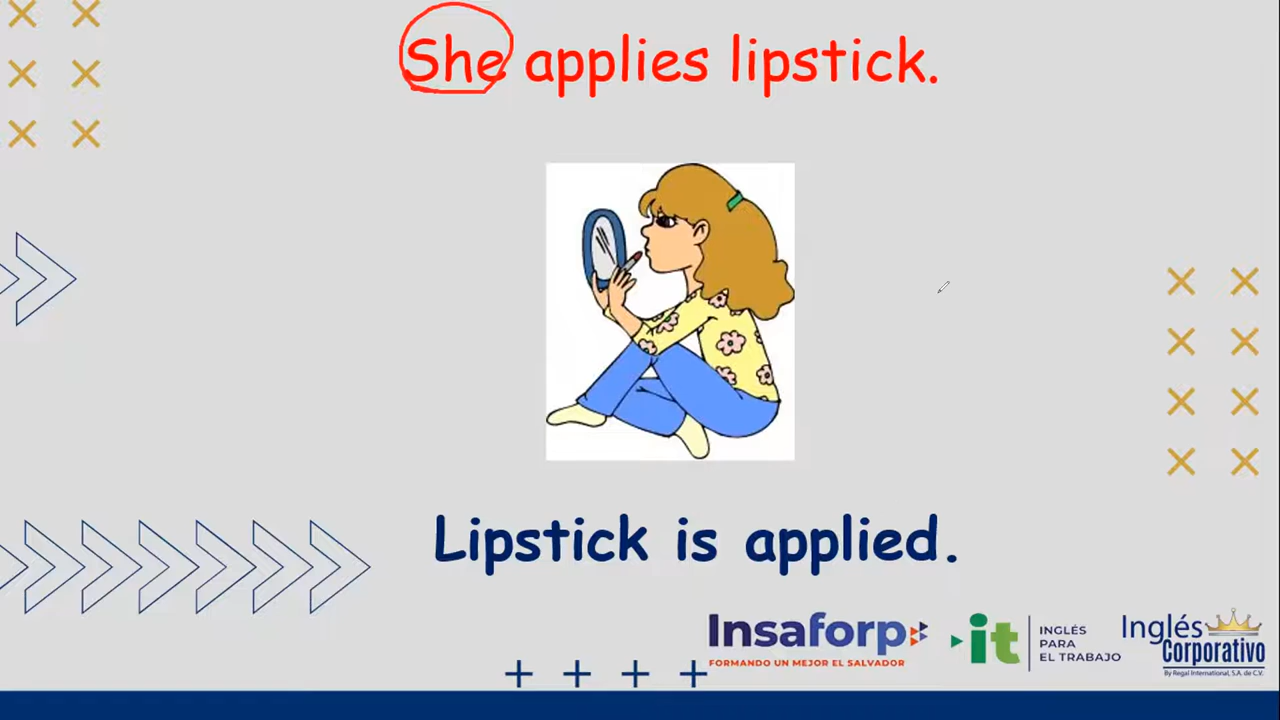 She applies lipstick.
Lipstick is applied.
Insaforp
FORMANDO UN MEJOR EL SALVADOR
it
INGLÉS
PARA
EL TRABAJO
Inglés
Corporativo
By Regal International, S.A. de C.V.